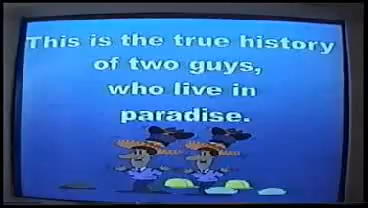 This is the true history
of two guys,
who live in
paradise.